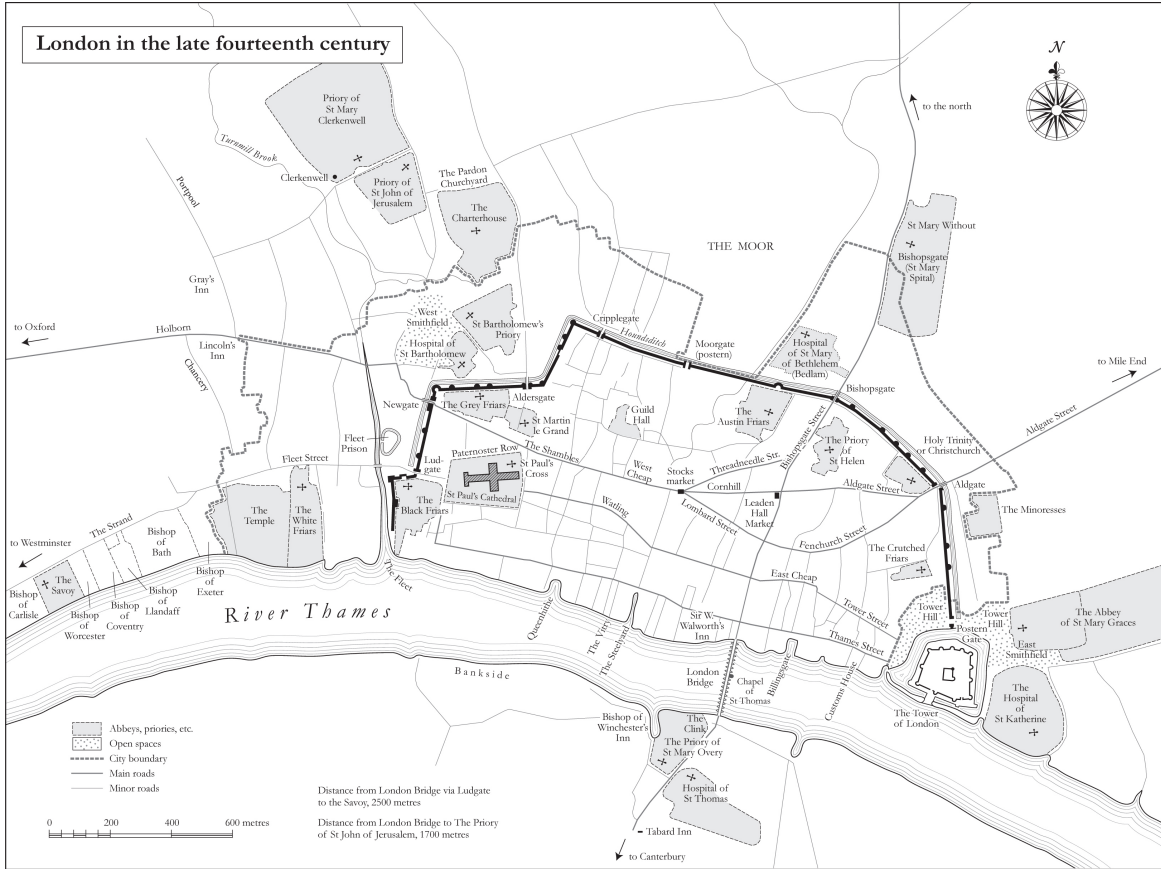 London in the late fourteenth century
N
to the north
Priory of
St Mary
Clerkenwell
Turnmill Brook
Clerkenwell
Priory of
St John of
Jerusalem
The Pardon
Churchyard
The
Charterhouse
Portpool
Gray's
Inn
THE MOOR
St Mary Without
Bishopsgate
(St Mary
Spital)
to Oxford
Holborn
Lincoln's
Inn
Chancery
West
Smithfield
St Bartholomew's
Priory
Hospital of
St Bartholomew
Cripplegate
Houndsditch
Moorgate
(postern)
Hospital
of St Mary
of Bethlehem
(Bedlam)
Bishopsgate
to Mile End
Aldgate Street
Newgate
The Grey Friars
Aldersgate
St Martin
le Grand
Guild
Hall
The
Austin Friars
Bishopsgate Street
The Priory
of
St Helen
Holy Trinity
or Christchurch
Fleet
Prison
Fleet Street
Lud-
gate
Paternoster Row
St Paul's
Cross
St Paul's Cathedral
The Shambles
West
Cheap
Stocks
market
Threadneedle Str.
Cornhill
Aldgate Street
Aldgate
Leaden
Hall
Market
Lombard Street
Fenchurch Street
The Minoresses
The
Black Friars
Watling
The Crutched
Friars
The Temple
The
White
Friars
The Strand
Bishop
of
Bath
to Westminster
The
Savoy
Bishop
of
Carlisle
Bishop
of
Worcester
Bishop
of
Coventry
Bishop
of
Llandaff
Bishop
of
Exeter
The Fleet
East Cheap
Tower Street
Thames Street
Tower
Hill
Tower
Hill
Postern
Gate
East
Smithfield
The Abbey
of St Mary Graces
River Thames
Queenhithe
The Vitry
The Steelyard
Sir W.
Walworth's
Inn
Bankside
London
Bridge
Chapel
of
St Thomas
Billingsgate
Customs House
The Tower
of London
The
Hospital
of
St Katherine
Bishop of
Winchester's
Inn
The
Clink
The Priory of
St Mary Overy
Hospital of
St Thomas
Tabard Inn
to Canterbury
Abbeys, priories, etc.
Open spaces
City boundary
Main roads
Minor roads
0 200 400 600 metres
Distance from London Bridge via Ludgate
to the Savoy, 2500 metres
Distance from London Bridge to The Priory
of St John of Jerusalem, 1700 metres